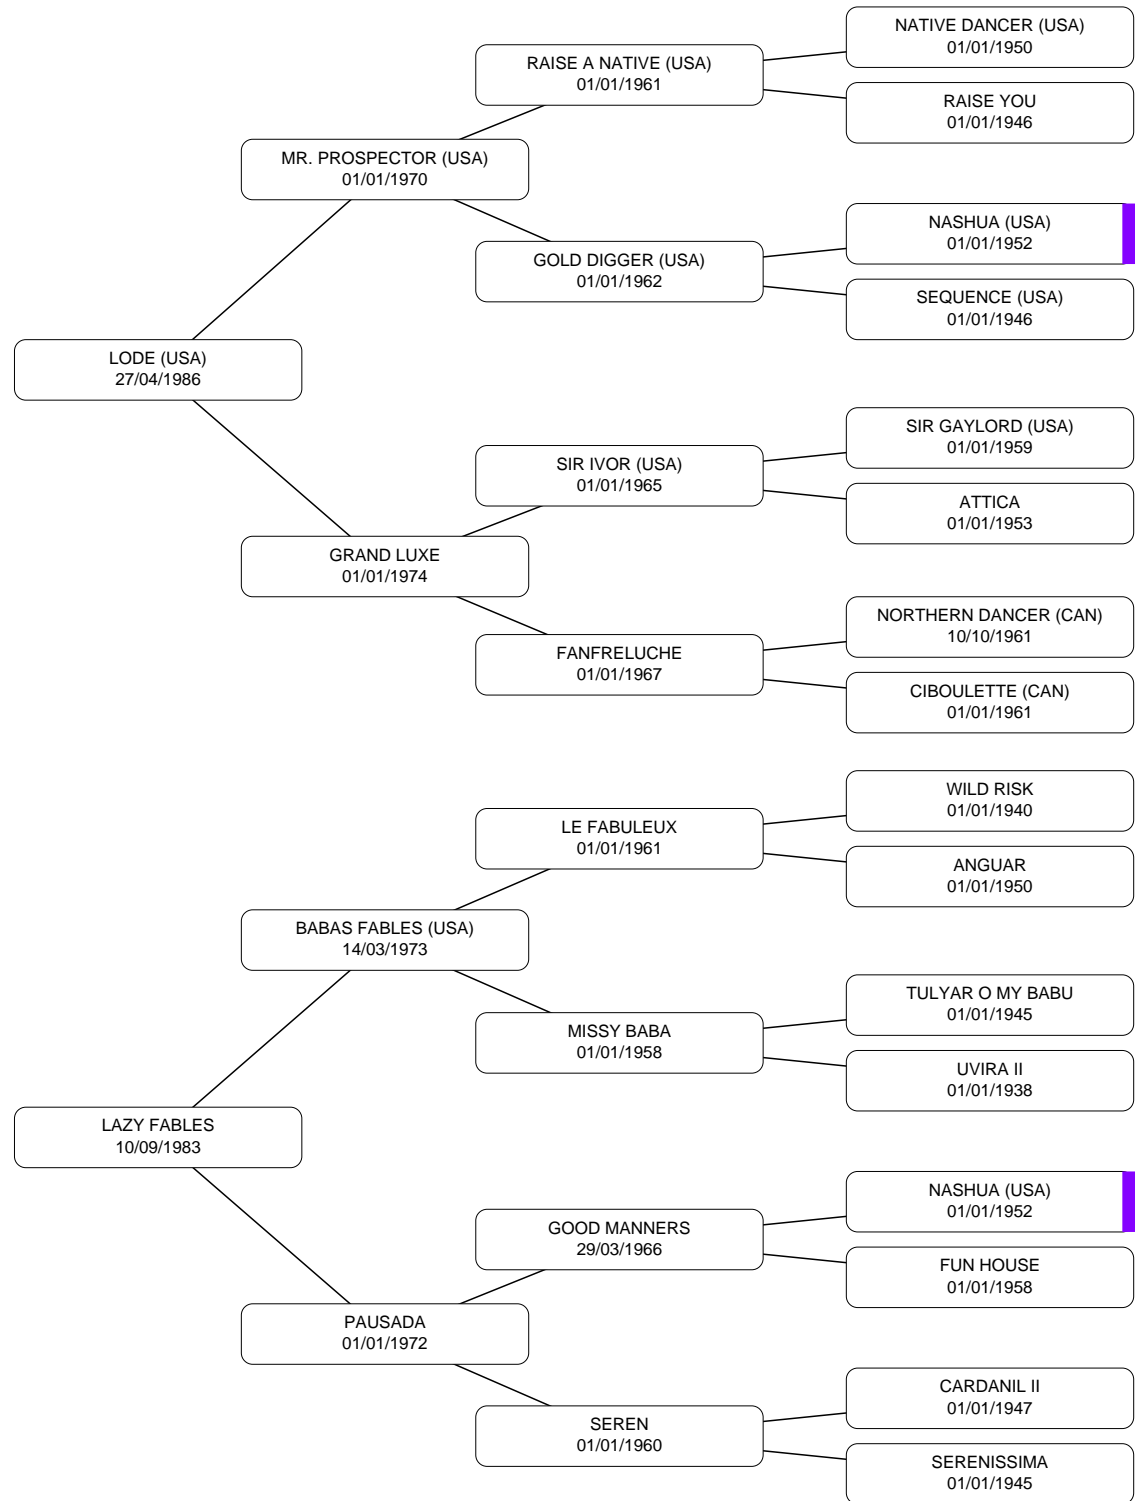 NATIVE DANCER (USA)
01/01/1950
RAISE A NATIVE (USA)
01/01/1961
RAISE YOU
01/01/1946
MR. PROSPECTOR (USA)
01/01/1970
NASHUA (USA)
01/01/1952
GOLD DIGGER (USA)
01/01/1962
SEQUENCE (USA)
01/01/1946
LODE (USA)
27/04/1986
SIR GAYLORD (USA)
01/01/1959
SIR IVOR (USA)
01/01/1965
ATTICA
01/01/1953
GRAND LUXE
01/01/1974
NORTHERN DANCER (CAN)
10/10/1961
FANFRELUCHE
01/01/1967
CIBOULETTE (CAN)
01/01/1961
WILD RISK
01/01/1940
LE FABULEUX
01/01/1961
ANGUAR
01/01/1950
BABAS FABLES (USA)
14/03/1973
TULYAR O MY BABU
01/01/1945
MISSY BABA
01/01/1958
UVIRA II
01/01/1938
LAZY FABLES
10/09/1983
NASHUA (USA)
01/01/1952
GOOD MANNERS
29/03/1966
FUN HOUSE
01/01/1958
PAUSADA
01/01/1972
CARDANIL II
01/01/1947
SEREN
01/01/1960
SERENISSIMA
01/01/1945